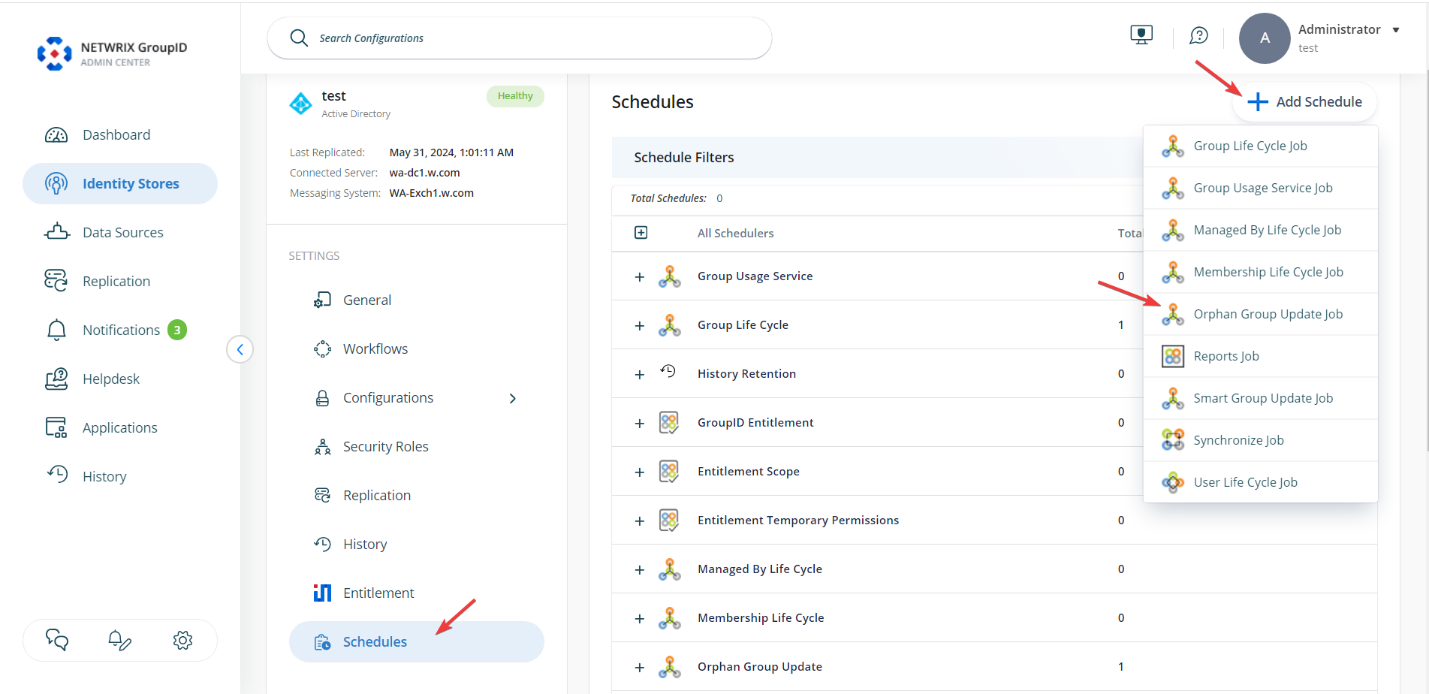 NETWRIX GroupID
ADMIN CENTER
Dashboard
Identity Stores
Data Sources
Replication
Notifications 3
Helpdesk
Applications
History
Search Configurations
A
Administrator
test
test
Healthy
Active Directory
Last Replicated: May 31, 2024, 1:01:11 AM
Connected Server: wa-dc1.w.com
Messaging System: WA-Exch1.w.com
SETTINGS
General
Workflows
Configurations
Security Roles
Replication
History
Entitlement
Schedules
Schedules
Add Schedule
Schedule Filters
Total Schedules: 0
All Schedulers Total
Group Usage Service 0
Group Life Cycle 1
History Retention 0
GroupID Entitlement 0
Entitlement Scope 0
Entitlement Temporary Permissions 0
Managed By Life Cycle 0
Membership Life Cycle 0
Orphan Group Update 1
Group Life Cycle Job
Group Usage Service Job
Managed By Life Cycle Job
Membership Life Cycle Job
Orphan Group Update Job
Reports Job
Smart Group Update Job
Synchronize Job
User Life Cycle Job